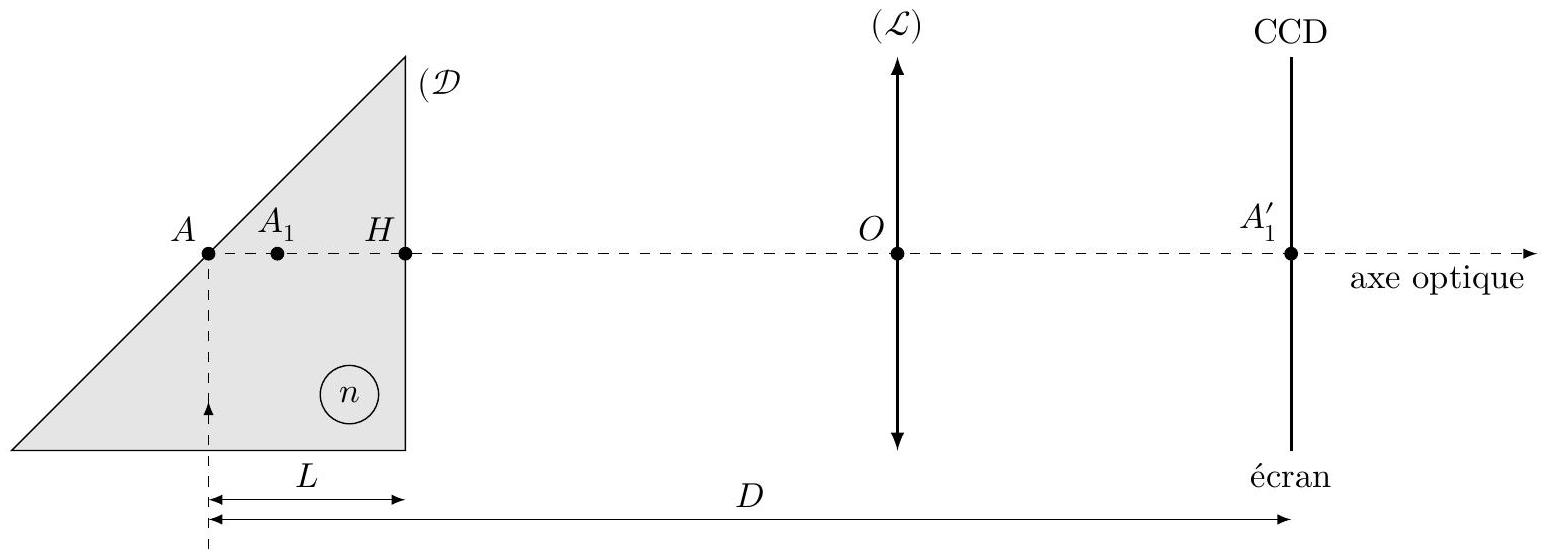 (ℒ)
CCD
(𝒟
A
A₁
H
O
A′₁
axe optique
n
L
écran
D